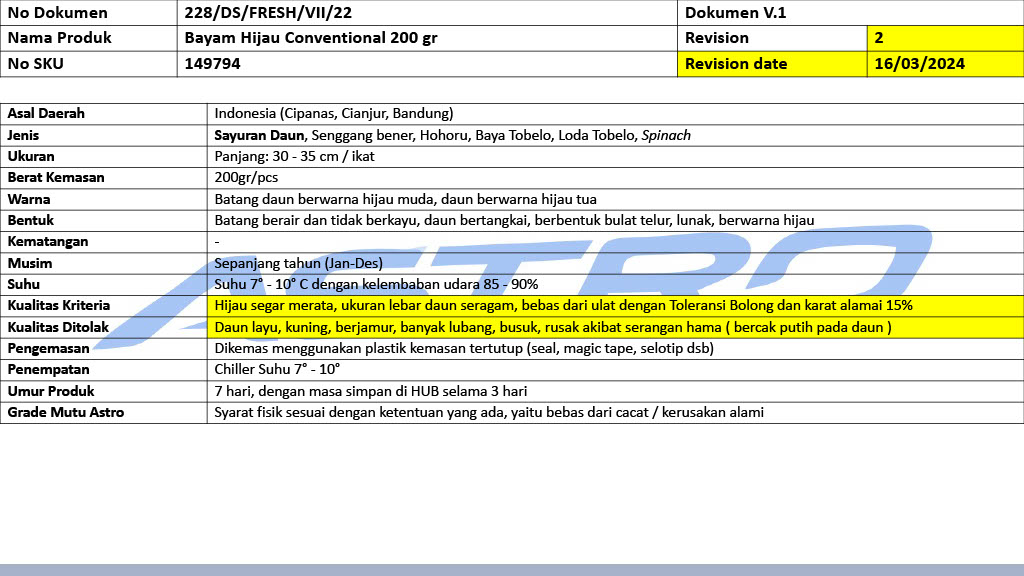 No Dokumen 228/DS/FRESH/VII/22 Dokumen V.1
Nama Produk Bayam Hijau Conventional 200 gr Revision 2
No SKU 149794 Revision date 16/03/2024
Asal Daerah Indonesia (Cipanas, Cianjur, Bandung)
Jenis Sayuran Daun, Senggang bener, Hohoru, Baya Tobelo, Loda Tobelo, Spinach
Ukuran Panjang: 30 - 35 cm / ikat
Berat Kemasan 200gr/pcs
Warna Batang daun berwarna hijau muda, daun berwarna hijau tua
Bentuk Batang berair dan tidak berkayu, daun bertangkai, berbentuk bulat telur, lunak, berwarna hijau
Kematangan -
Musim Sepanjang tahun (Jan-Des)
Suhu Suhu 7° - 10° C dengan kelembaban udara 85 - 90%
Kualitas Kriteria Hijau segar merata, ukuran lebar daun seragam, bebas dari ulat dengan Toleransi Bolong dan karat alamai 15%
Kualitas Ditolak Daun layu, kuning, berjamur, banyak lubang, busuk, rusak akibat serangan hama ( bercak putih pada daun )
Pengemasan Dikemas menggunakan plastik kemasan tertutup (seal, magic tape, selotip dsb)
Penempatan Chiller Suhu 7° - 10°
Umur Produk 7 hari, dengan masa simpan di HUB selama 3 hari
Grade Mutu Astro Syarat fisik sesuai dengan ketentuan yang ada, yaitu bebas dari cacat / kerusakan alami
ASTRO